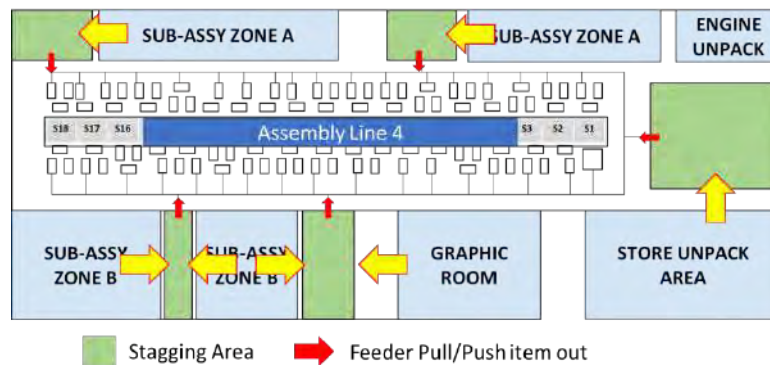 SUB-ASSY ZONE A
SUB-ASSY ZONE A
ENGINE
UNPACK
S18 S17 S16 Assembly Line 4 S3 S2 S1
SUB-ASSY
ZONE B
SUB-ASSY
ZONE B
GRAPHIC
ROOM
STORE UNPACK
AREA
Stagging Area
Feeder Pull/Push item out